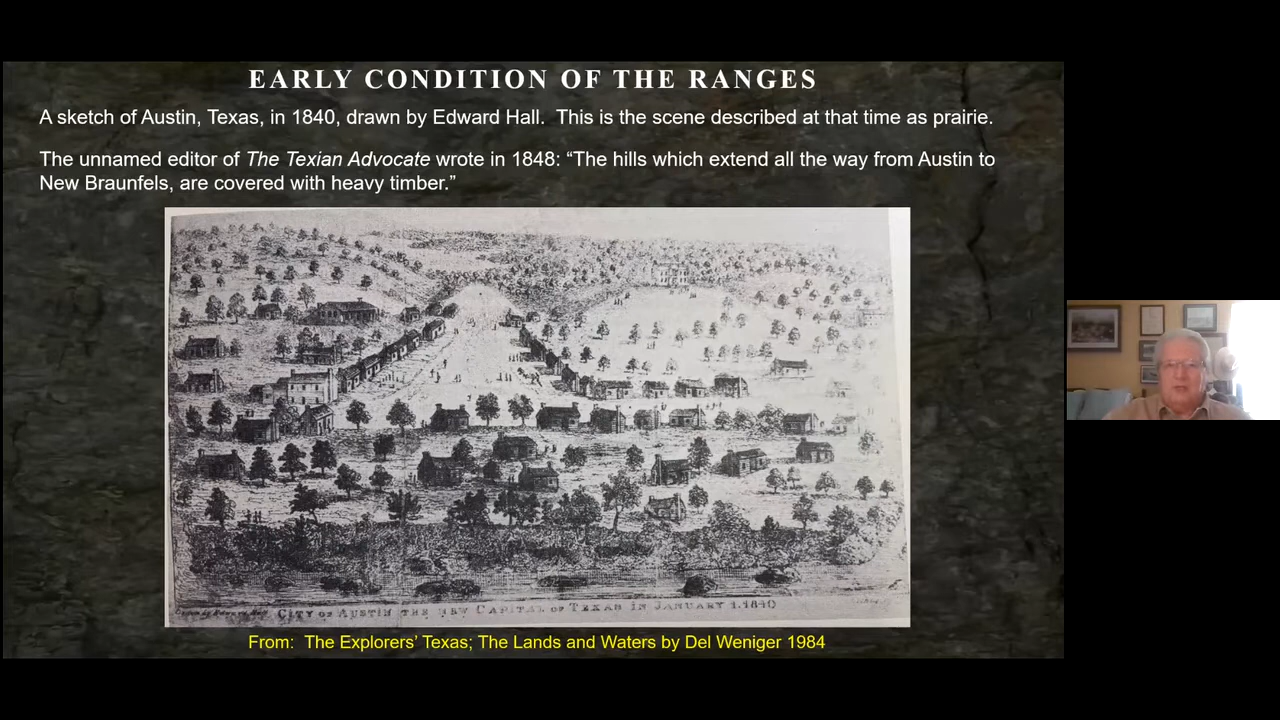 EARLY CONDITION OF THE RANGES
A sketch of Austin, Texas, in 1840, drawn by Edward Hall.  This is the scene described at that time as prairie.
The unnamed editor of The Texian Advocate wrote in 1848: “The hills which extend all the way from Austin to
New Braunfels, are covered with heavy timber.”
Drawn by Edward Hall
CITY OF AUSTIN THE NEW CAPITAL OF TEXAS IN JANUARY 1. 1840
From:  The Explorers’ Texas; The Lands and Waters by Del Weniger 1984